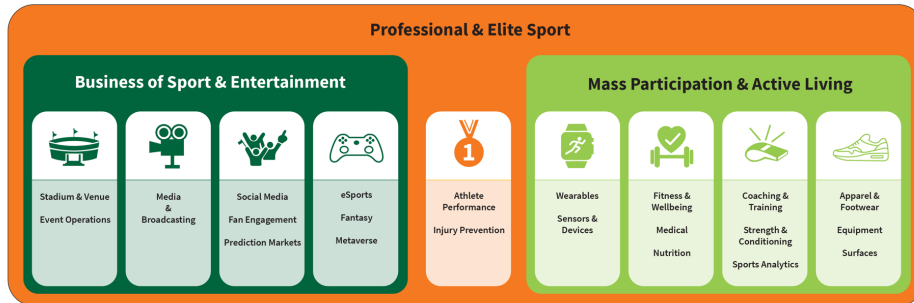 Professional & Elite Sport
Business of Sport & Entertainment
Mass Participation & Active Living
1
Stadium & Venue
Event Operations
Media
&
Broadcasting
Social Media
Fan Engagement
Prediction Markets
eSports
Fantasy
Metaverse
Athlete
Performance
Injury Prevention
Wearables
Sensors &
Devices
Fitness &
Wellbeing
Medical
Nutrition
Coaching &
Training
Strength &
Conditioning
Sports Analytics
Apparel &
Footwear
Equipment
Surfaces